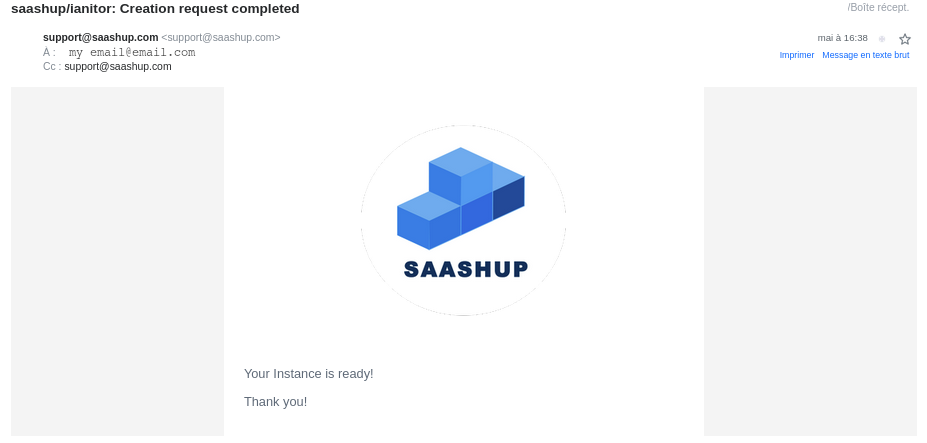 saashup/ianitor: Creation request completed
/Boîte récept.
support@saashup.com <support@saashup.com>
mai à 16:38
À : my email@email.com
Cc : support@saashup.com
Imprimer Message en texte brut
SAASHUP
Your Instance is ready!
Thank you!